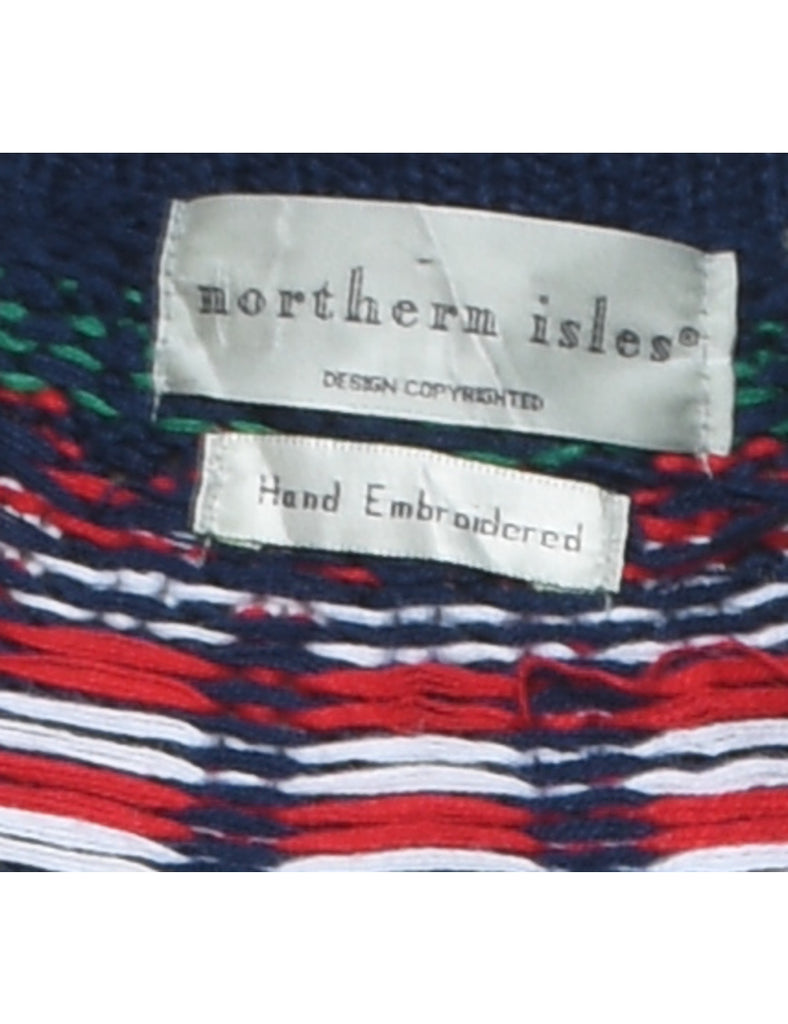 northern isles®
DESIGN COPYRIGHTED
Hand Embroidered